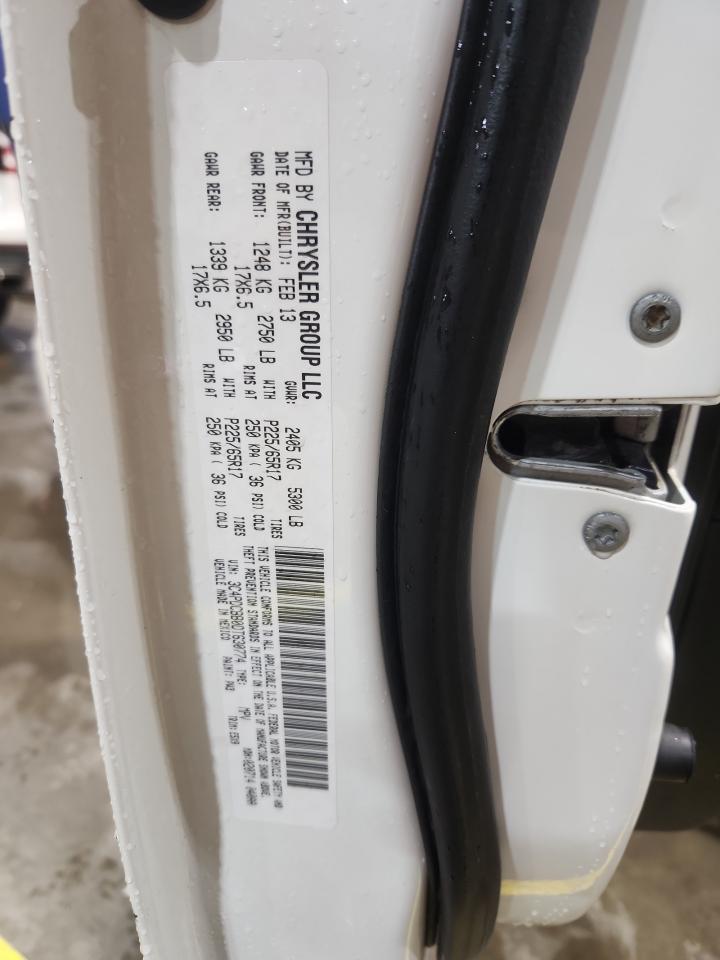 MFD BY CHRYSLER GROUP LLC
DATE OF MFR(BUILT): FEB 13 GVWR: 2405 KG 5300 LB
GAWR FRONT: 1248 KG 2750 LB WITH P225/65R17 TIRES
17X6.5 RIMS AT 250 KPA ( 36 PSI) COLD
GAWR REAR: 1339 KG 2950 LB WITH P225/65R17 TIRES
17X6.5 RIMS AT 250 KPA ( 36 PSI) COLD
THIS VEHICLE CONFORMS TO ALL APPLICABLE U.S.A. FEDERAL MOTOR VEHICLE SAFETY AND
THEFT PREVENTION STANDARDS IN EFFECT ON THE DATE OF MANUFACTURE SHOWN ABOVE.
VIN: 3C4PDCBB0DT630774 TYPE: MPV
VEHICLE MADE IN MEXICO PAINT: PW3 TRIM: